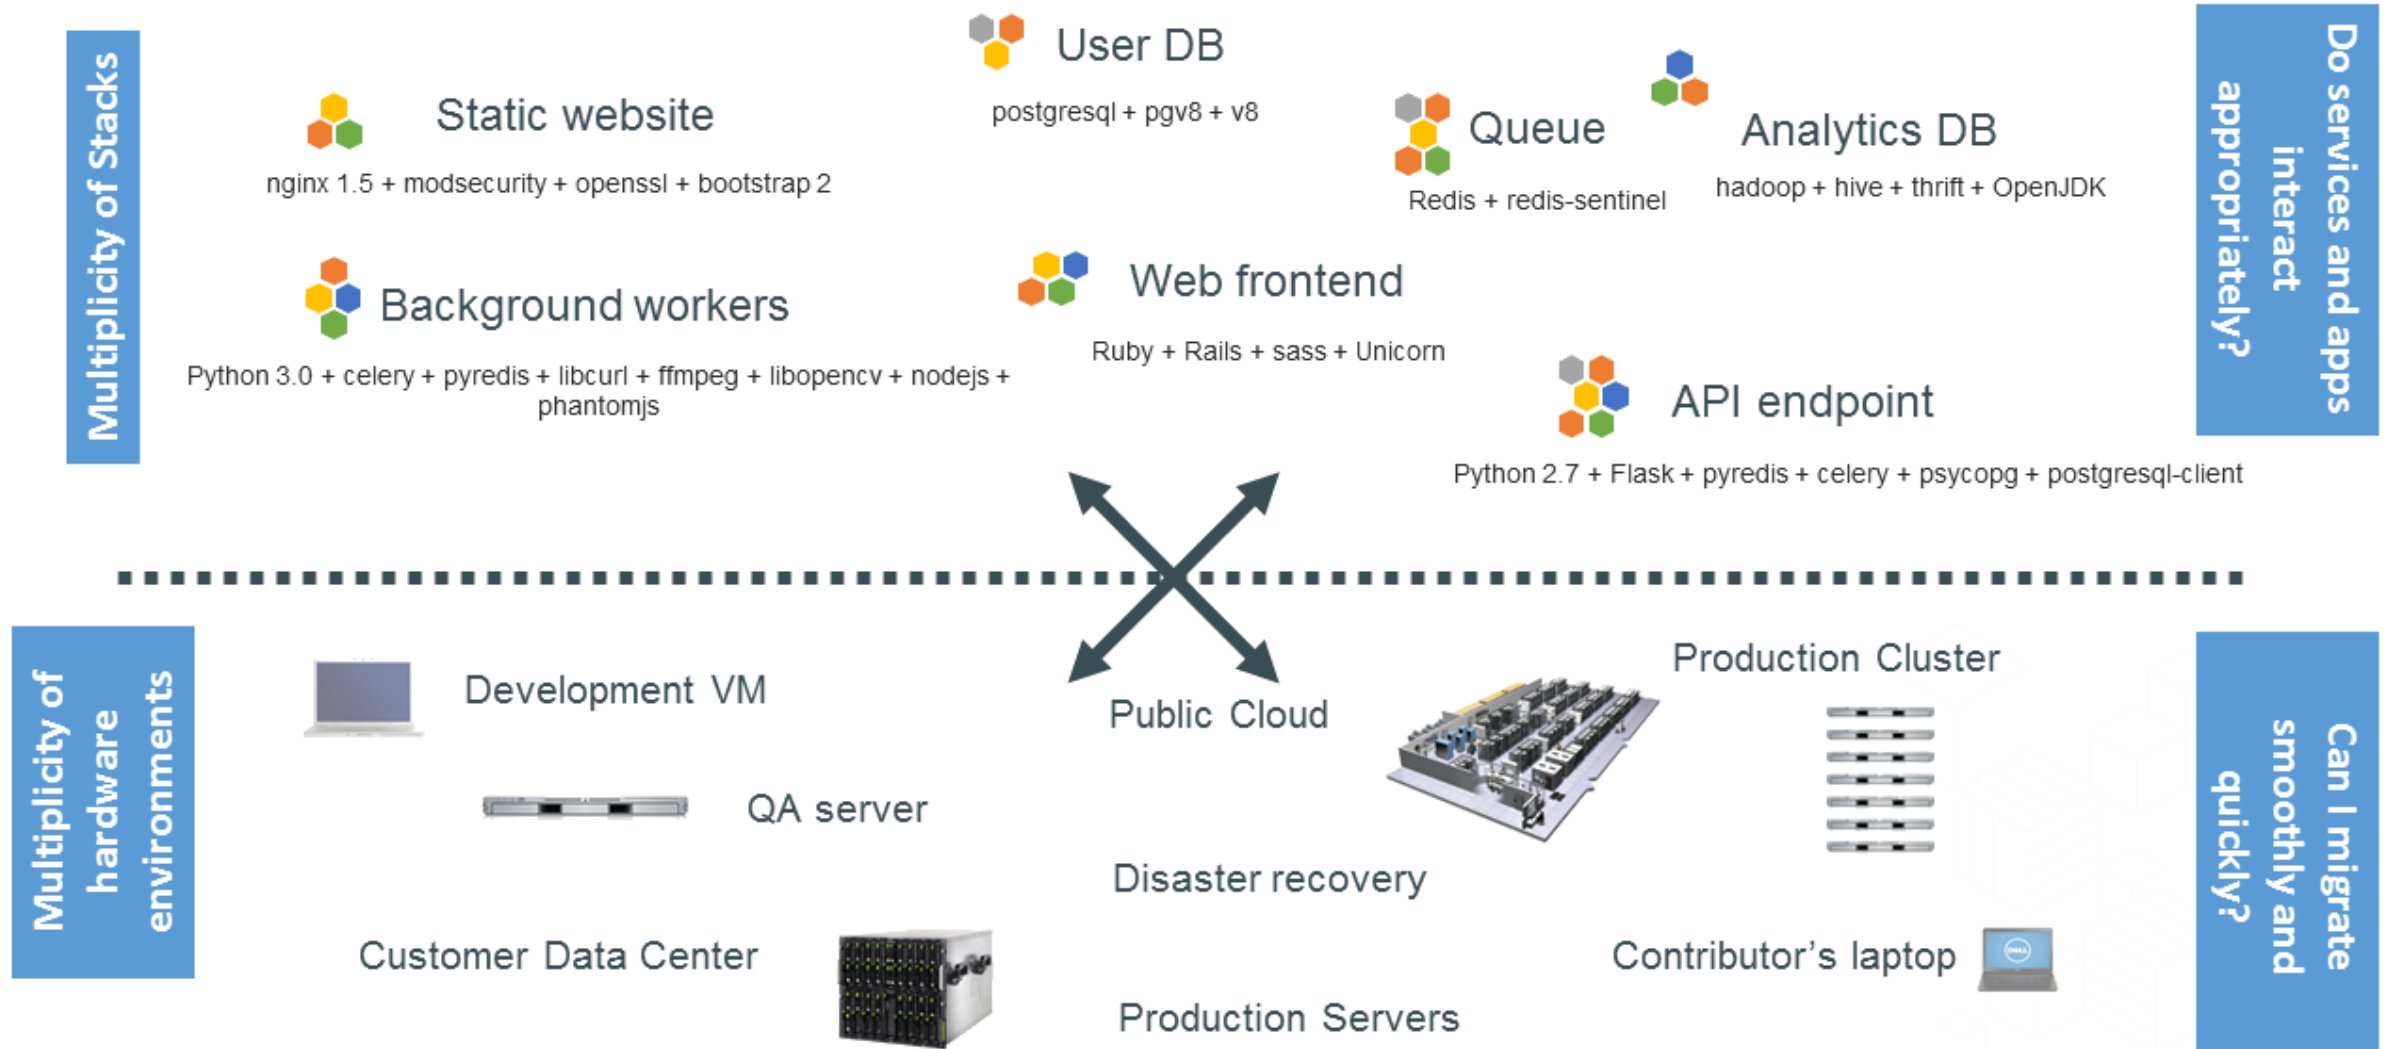 Multiplicity of Stacks
User DB
postgresql + pgv8 + v8
Static website
nginx 1.5 + modsecurity + openssl + bootstrap 2
Queue
Redis + redis-sentinel
Analytics DB
hadoop + hive + thrift + OpenJDK
Do services and apps
interact
appropriately?
Background workers
Python 3.0 + celery + pyredis + libcurl + ffmpeg + libopencv + nodejs +
phantomjs
Web frontend
Ruby + Rails + sass + Unicorn
API endpoint
Python 2.7 + Flask + pyredis + celery + psycopg + postgresql-client
Multiplicity of
hardware
environments
Development VM
Public Cloud
Production Cluster
QA server
Disaster recovery
Customer Data Center
Contributor’s laptop
DELL
Production Servers
Can I migrate
smoothly and
quickly?